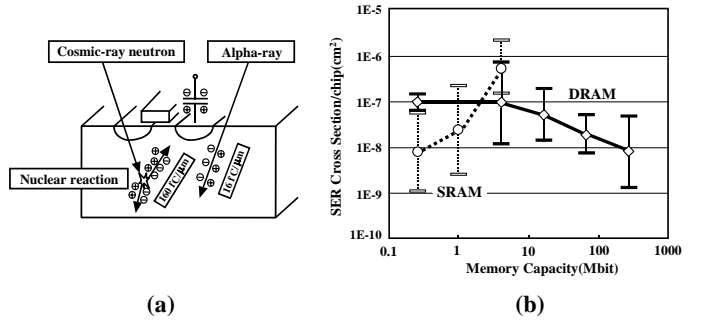 Cosmic-ray neutron
Alpha-ray
Nuclear reaction
160 fC/μm
16 fC/μm
(a)
SER Cross Section/chip(cm²)
1E-5
1E-6
1E-7
1E-8
1E-9
1E-10
DRAM
SRAM
0.1
1
10
100
1000
Memory Capacity(Mbit)
(b)